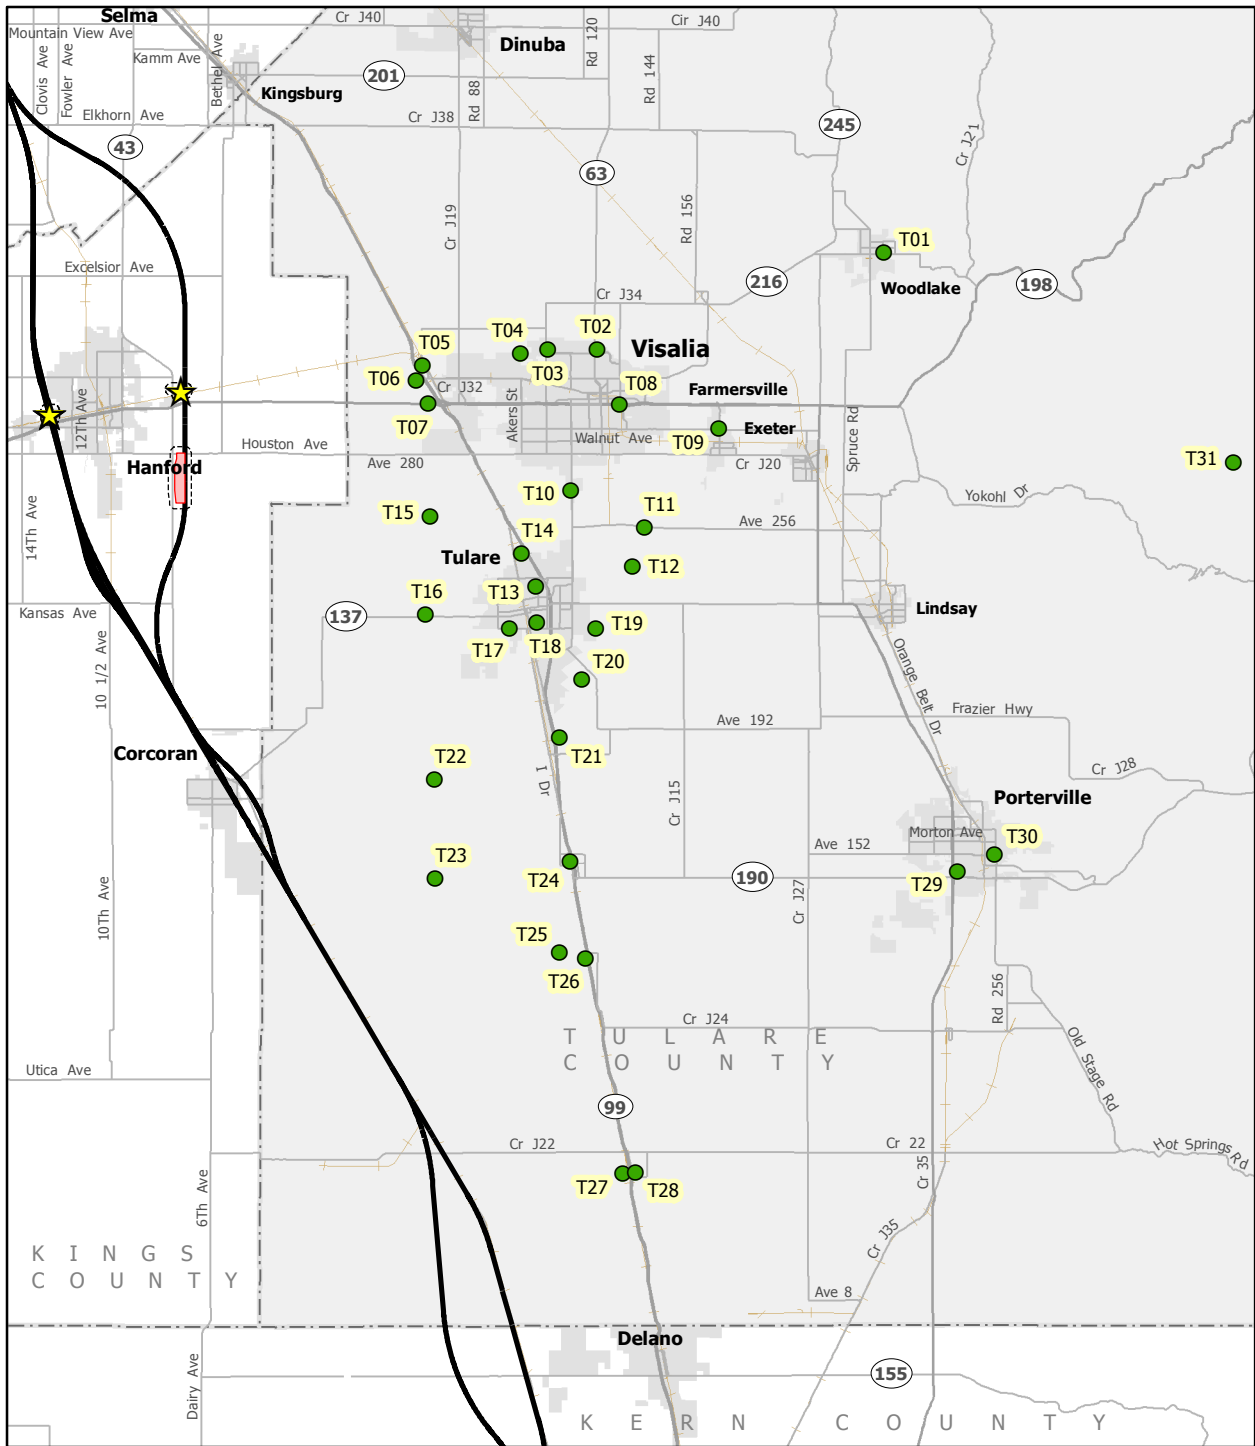 Selma
Cr J40
Cir J40
Mountain View Ave
Rd 120
Dinuba
Kamm Ave
Bethel Ave
Clovis Ave
Fowler Ave
201
Rd 144
Kingsburg
Rd 88
Elkhorn Ave
Cr J38
245
43
Cr J21
63
Cr J19
Rd 156
T01
Excelsior Ave
216
Woodlake
198
Cr J34
T04
T02
Visalia
T05
T03
T06
Cr J32
T08
Farmersville
12Th Ave
T07
Akers St
Walnut Ave
T09
Exeter
Spruce Rd
Houston Ave
Hanford
Ave 280
Cr J20
T31
T10
Yokohl Dr
T15
T11
Ave 256
14Th Ave
T14
Tulare
T12
T13
Kansas Ave
T16
137
Lindsay
T19
T17
T18
10 1/2 Ave
T20
Orange Belt Dr
Frazier Hwy
Ave 192
Corcoran
T21
T22
I Dr
Cr J15
Cr J28
Porterville
Morton Ave
T30
Ave 152
T23
T24
190
T29
10Th Ave
Cr J27
T25
T26
Rd 256
Cr J24
TULARE
COUNTY
Old Stage Rd
Utica Ave
99
Cr J22
Cr 22
Hot Springs Rd
Cr 35
T27
T28
6Th Ave
Cr J35
KINGS
COUNTY
Ave 8
Delano
Dairy Ave
155
KERN COUNTY